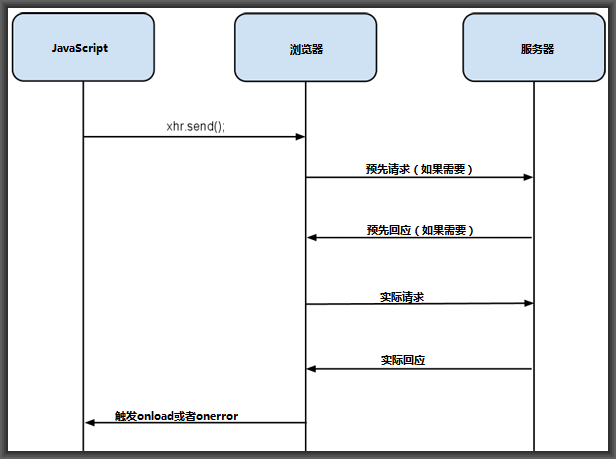 JavaScript
浏览器
服务器
xhr.send();
预先请求（如果需要）
预先回应（如果需要）
实际请求
实际回应
触发onload或者onerror